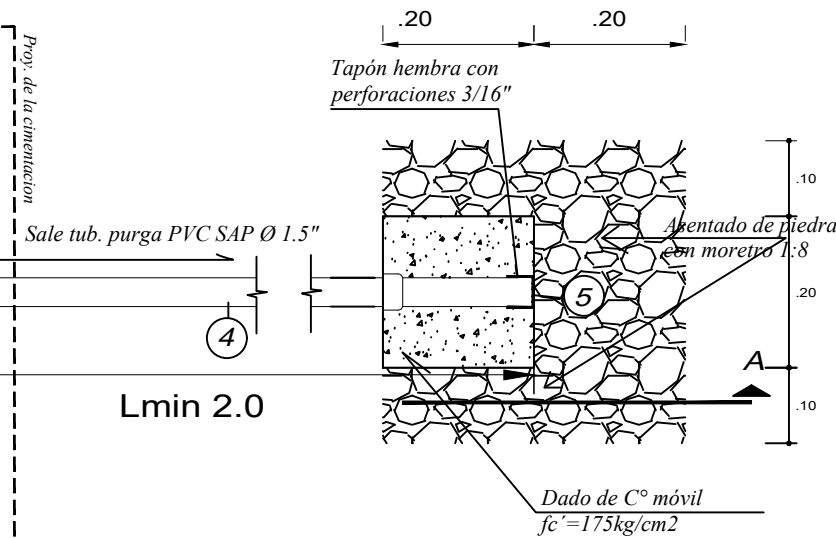 .20
.20
Tapón hembra con
perforaciones 3/16"
Proy. de la cimentacion
.10
Sale tub. purga PVC SAP Ø 1.5"
Asentado de piedra
con moretro 1:8
.20
5
4
A
Lmin 2.0
.10
Dado de C° móvil
fc´=175kg/cm2